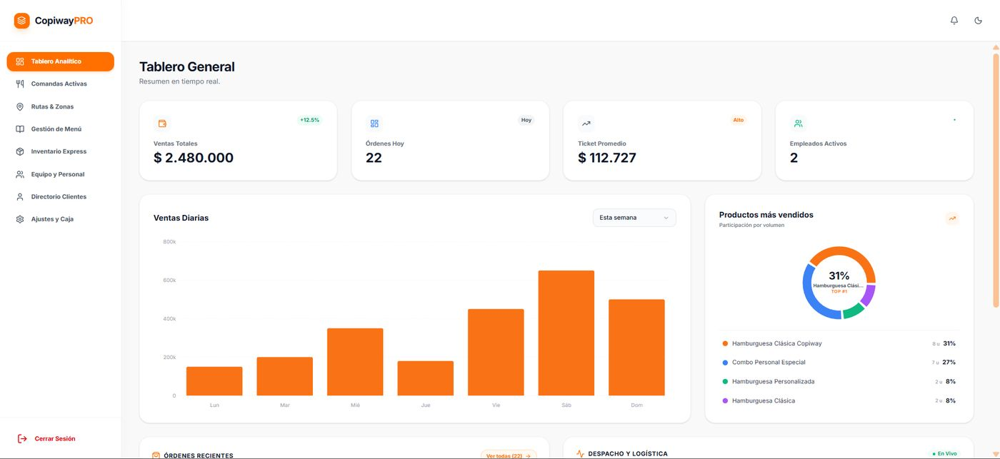 CopiwayPRO
Tablero Analítico
Comandas Activas
Rutas & Zonas
Gestión de Menú
Inventario Express
Equipo y Personal
Directorio Clientes
Ajustes y Caja
Cerrar Sesión
Tablero General
Resumen en tiempo real.
+12.5%
Ventas Totales
$ 2.480.000
Hoy
Órdenes Hoy
22
Alto
Ticket Promedio
$ 112.727
Empleados Activos
2
Ventas Diarias
Esta semana
800k
600k
400k
200k
0
Lun
Mar
Mié
Jue
Vie
Sáb
Dom
Productos más vendidos
Participación por volumen
31%
Hamburguesa Clási...
TOP #1
Hamburguesa Clásica Copiway 8 u 31%
Combo Personal Especial 7 u 27%
Hamburguesa Personalizada 2 u 8%
Hamburguesa Clásica 2 u 8%
ÓRDENES RECIENTES
Ver todas (22) →
DESPACHO Y LOGÍSTICA
En Vivo